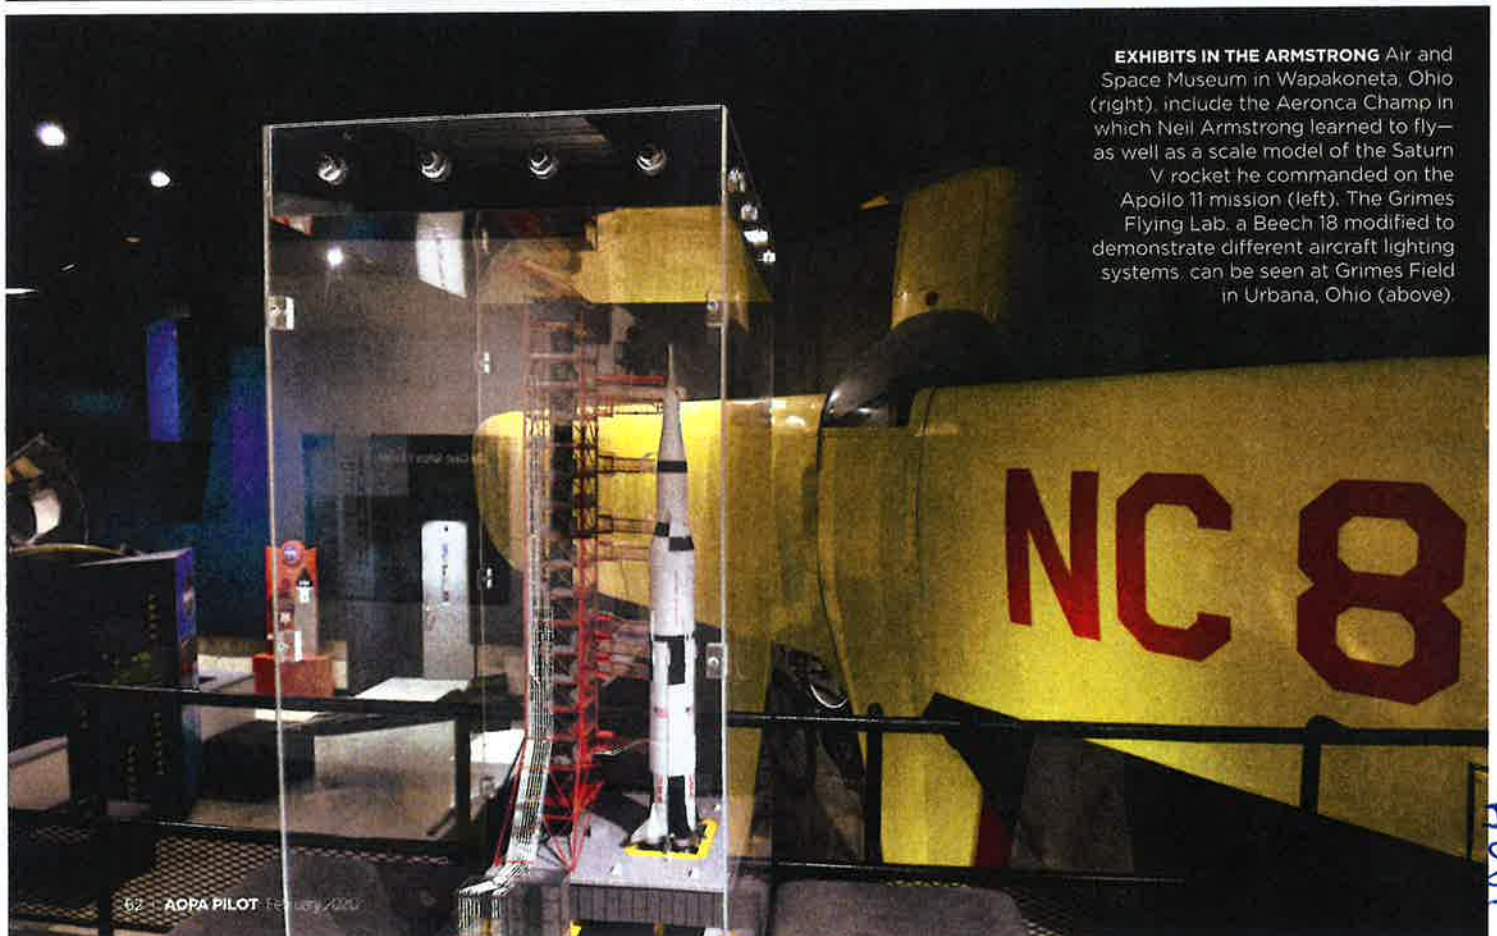 EXHIBITS IN THE ARMSTRONG Air and
Space Museum in Wapakoneta, Ohio
(right), include the Aeronca Champ in
which Neil Armstrong learned to fly—
as well as a scale model of the Saturn
V rocket he commanded on the
Apollo 11 mission (left). The Grimes
Flying Lab, a Beech 18 modified to
demonstrate different aircraft lighting
systems, can be seen at Grimes Field
in Urbana, Ohio (above).
NC 8
62 AOPA PILOT February 2020